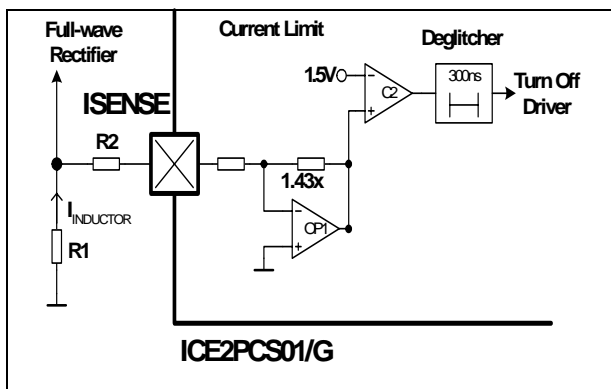 Full-wave
Rectifier
Current Limit
Deglitcher
1.5V
C2
300ns
Turn Off
Driver
ISENSE
R2
1.43x
OP1
I INDUCTOR
R1
ICE2PCS01/G